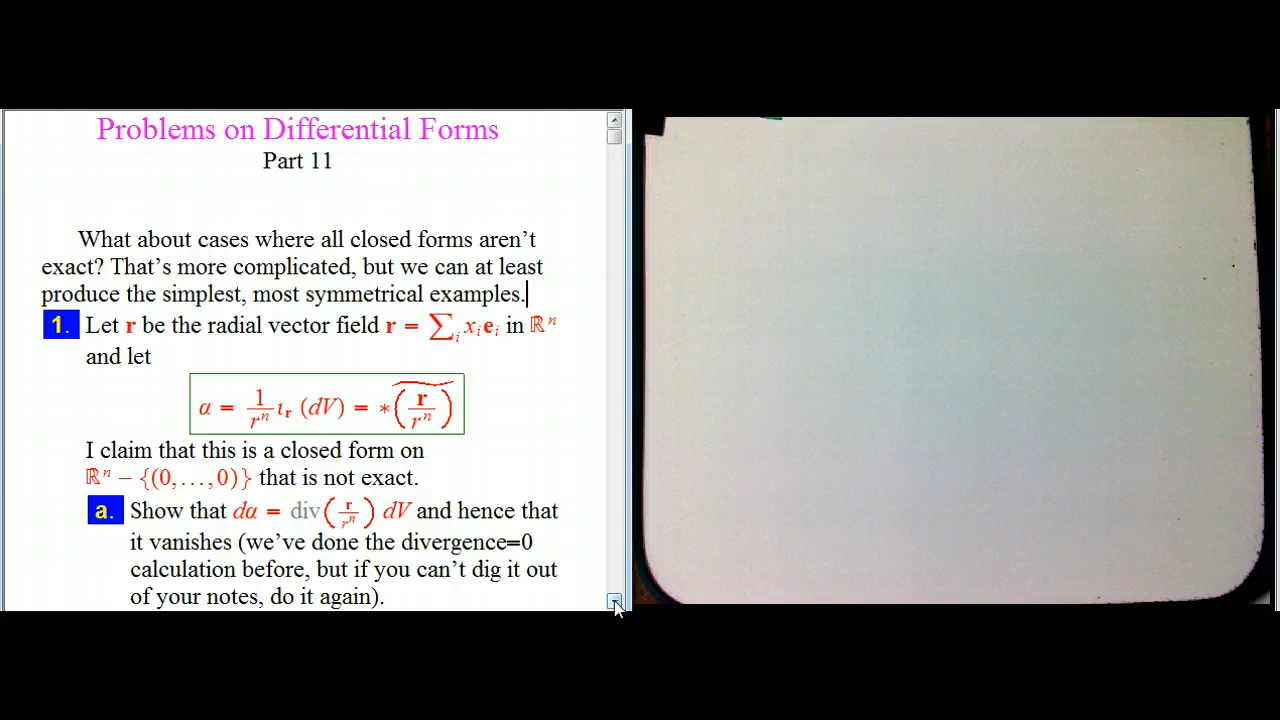 Problems on Differential Forms
Part 11
What about cases where all closed forms aren't
exact? That's more complicated, but we can at least
produce the simplest, most symmetrical examples.
1. Let r be the radial vector field r = ∑ᵢ xᵢeᵢ in ℝⁿ
and let
α = 1/rⁿ ιᵣ (dV) = *(r/rⁿ)
I claim that this is a closed form on
ℝⁿ − {(0,…,0)} that is not exact.
a. Show that dα = div(r/rⁿ) dV and hence that
it vanishes (we've done the divergence=0
calculation before, but if you can't dig it out
of your notes, do it again).